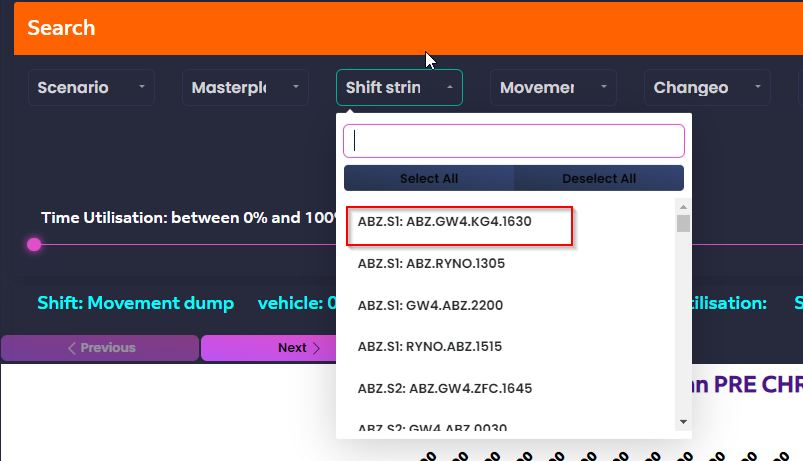 Search
Scenario
Masterpl
Shift strin
Movemen
Changeo
Select All
Deselect All
ABZ.S1: ABZ.GW4.KG4.1630
ABZ.S1: ABZ.RYNO.1305
ABZ.S1: GW4.ABZ.2200
ABZ.S1: RYNO.ABZ.1515
ABZ.S2: ABZ.GW4.ZFC.1645
ABZ.S2: GW4.ABZ.0030
Time Utilisation: between 0% and 100%
Shift: Movement dump vehicle: 0 tilisation: S
Previous
Next
an PRE CHR